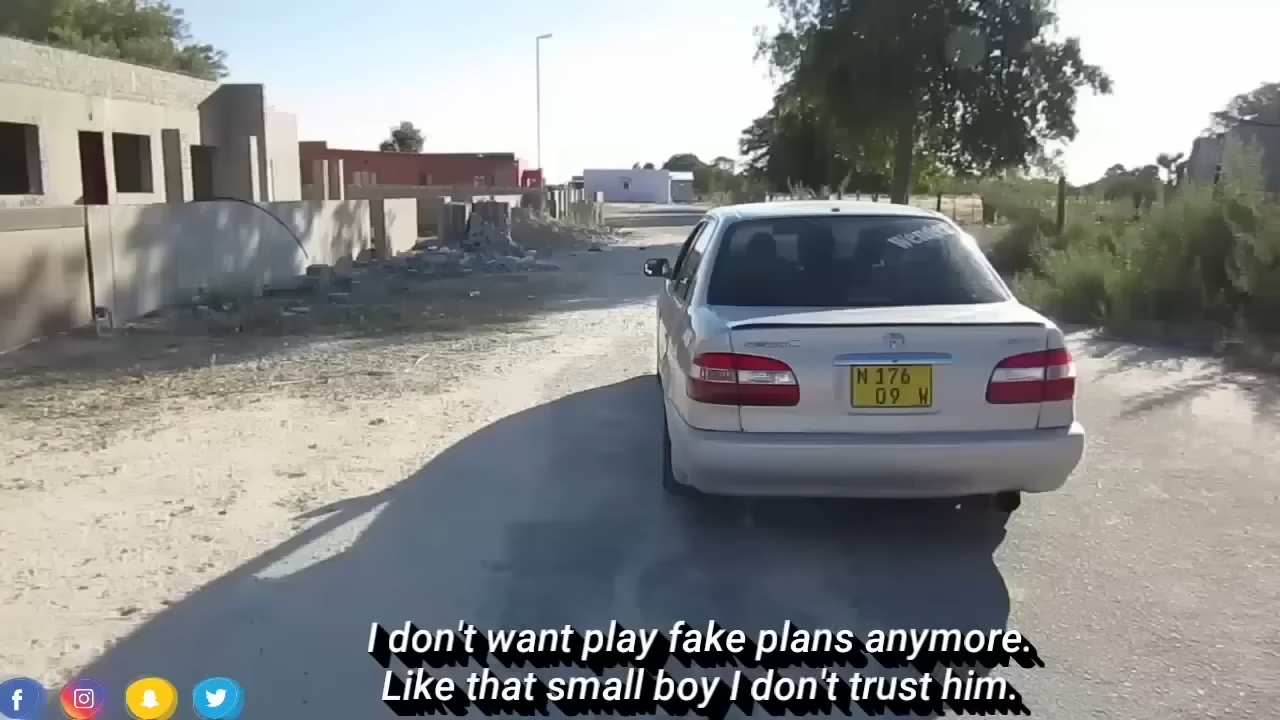 N 176
09 W
I don't want play fake plans anymore.
Like that small boy I don't trust him.